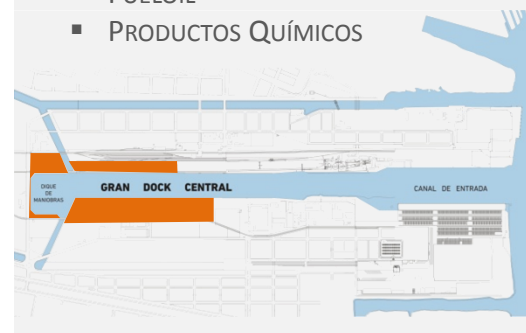 ▪ PRODUCTOS QUÍMICOS
DIQUE
DE
MANIOBRAS
GRAN DOCK CENTRAL
CANAL DE ENTRADA